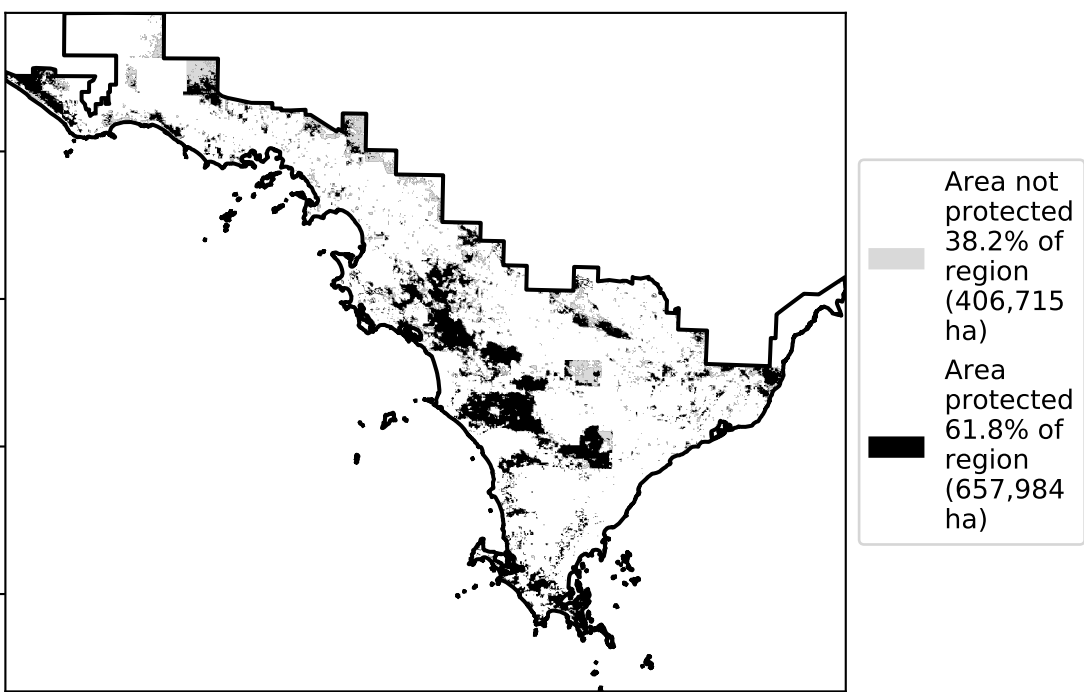 Area not
protected
38.2% of
region
(406,715
ha)
Area
protected
61.8% of
region
(657,984
ha)